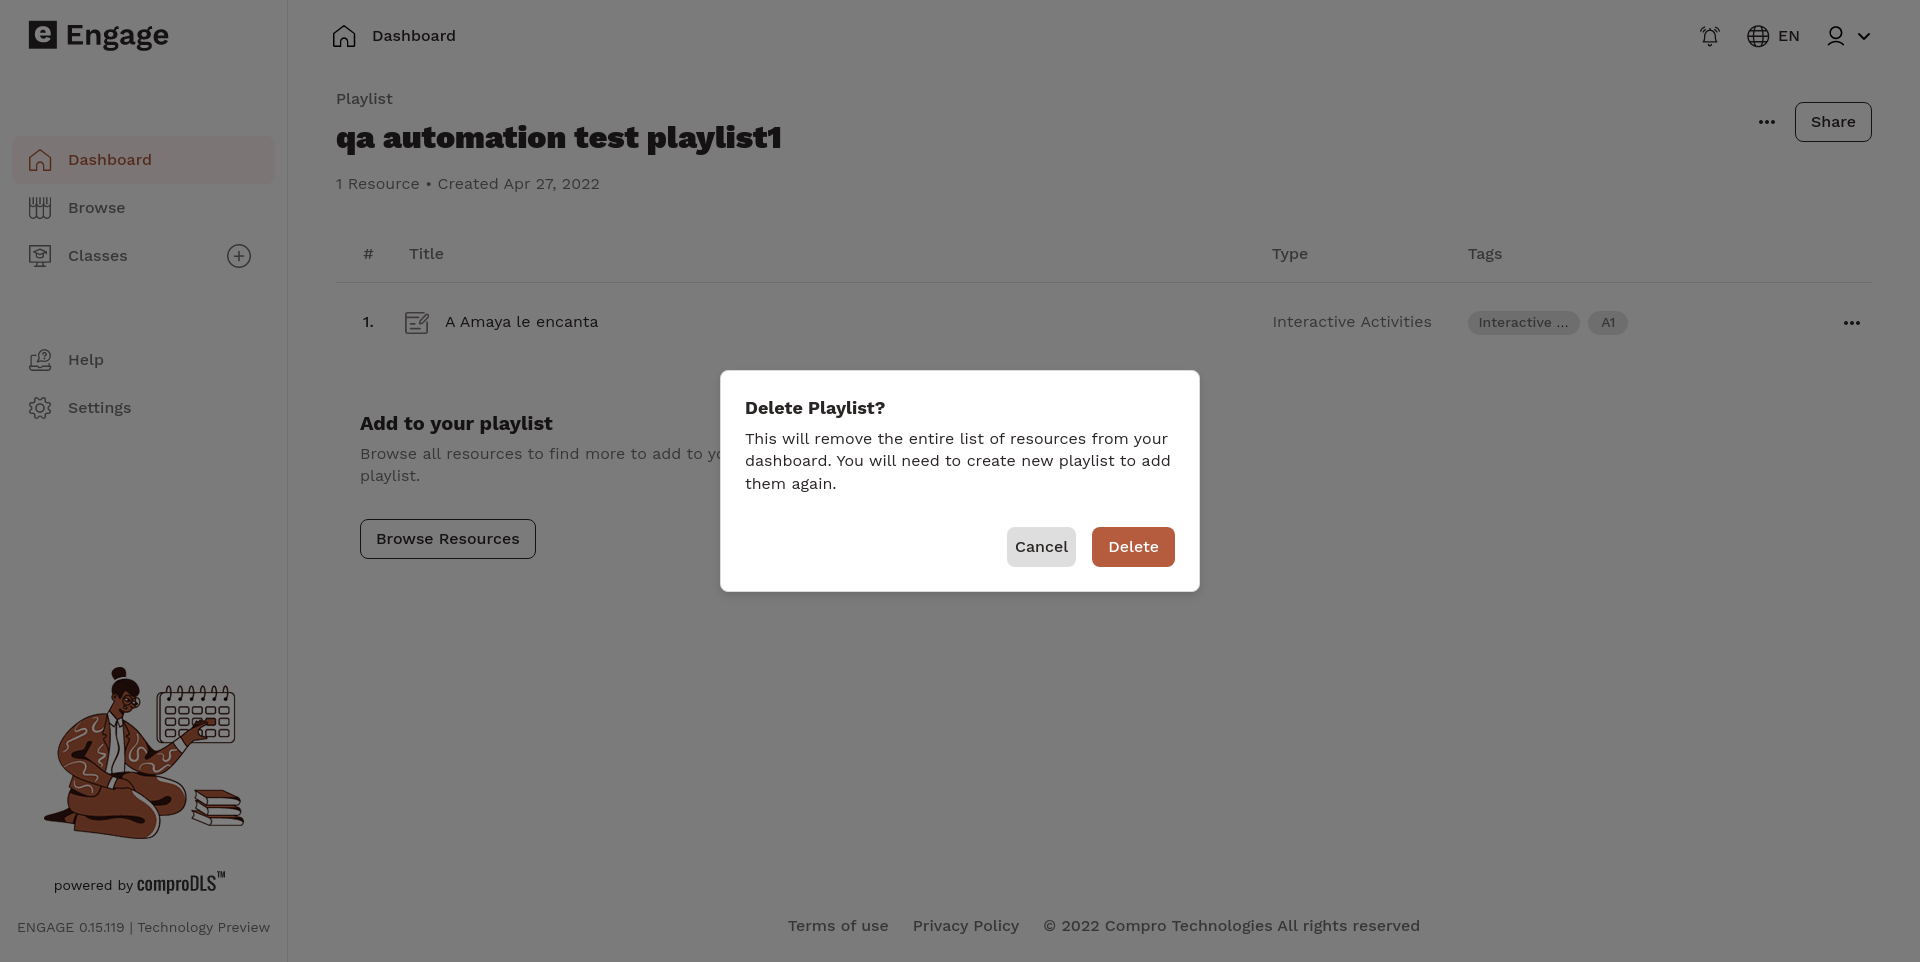 e Engage
Dashboard
EN
Dashboard
Browse
Classes
Help
Settings
powered by comproDLS™
ENGAGE 0.15.119 | Technology Preview
Playlist
qa automation test playlist1
1 Resource • Created Apr 27, 2022
Share
# Title Type Tags
1. A Amaya le encanta Interactive Activities Interactive ... A1
Add to your playlist
Browse all resources to find more to add to
playlist.
Browse Resources
Delete Playlist?
This will remove the entire list of resources from your
dashboard. You will need to create new playlist to add
them again.
Cancel Delete
Terms of use Privacy Policy © 2022 Compro Technologies All rights reserved